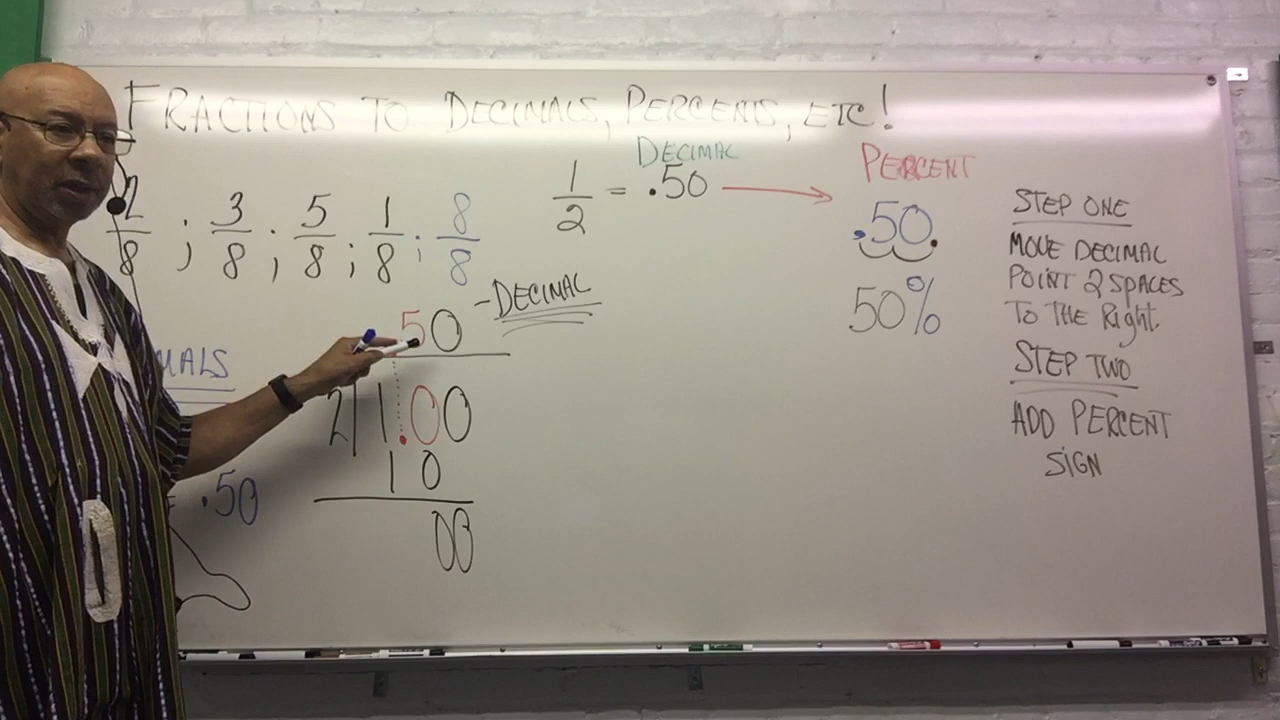 FRACTIONS TO DECIMALS, PERCENTS, ETC!
2/8 ; 3/8 ; 5/8 ; 1/8 ; 8/8
DECIMAL
1/2 = .50
PERCENT
.50.
50%
50 - DECIMAL
2 1.00
10
00
MALS
= .50
STEP ONE
MOVE DECIMAL
POINT 2 SPACES
TO THE Right.
STEP TWO
ADD PERCENT
SiGN